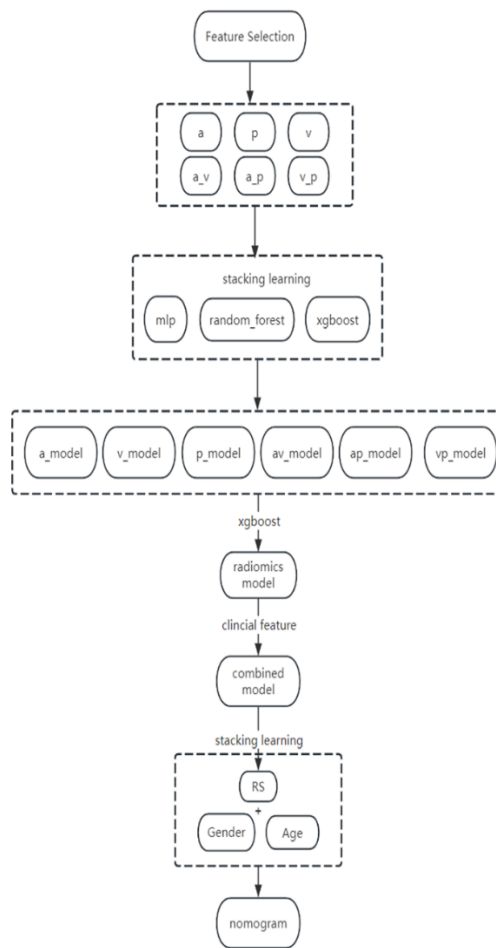 Feature Selection
a p v
a_v a_p v_p
stacking learning
mlp random_forest xgboost
a_model v_model p_model av_model ap_model vp_model
xgboost
radiomics
model
clincial feature
combined
model
stacking learning
RS
+
Gender Age
nomogram